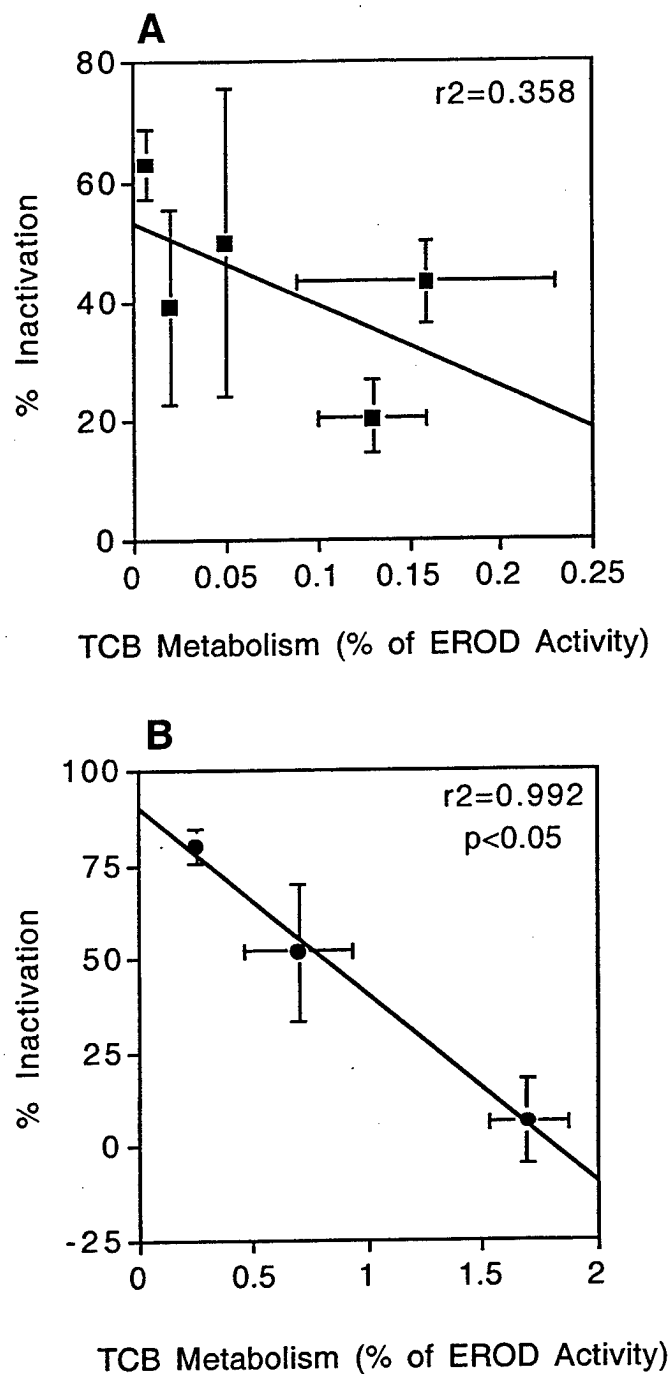 A
80
r2=0.358
60
40
20
0
% Inactivation
0 0.05 0.1 0.15 0.2 0.25
TCB Metabolism (% of EROD Activity)
B
100
r2=0.992
p<0.05
75
50
25
0
-25
% Inactivation
0 0.5 1 1.5 2
TCB Metabolism (% of EROD Activity)